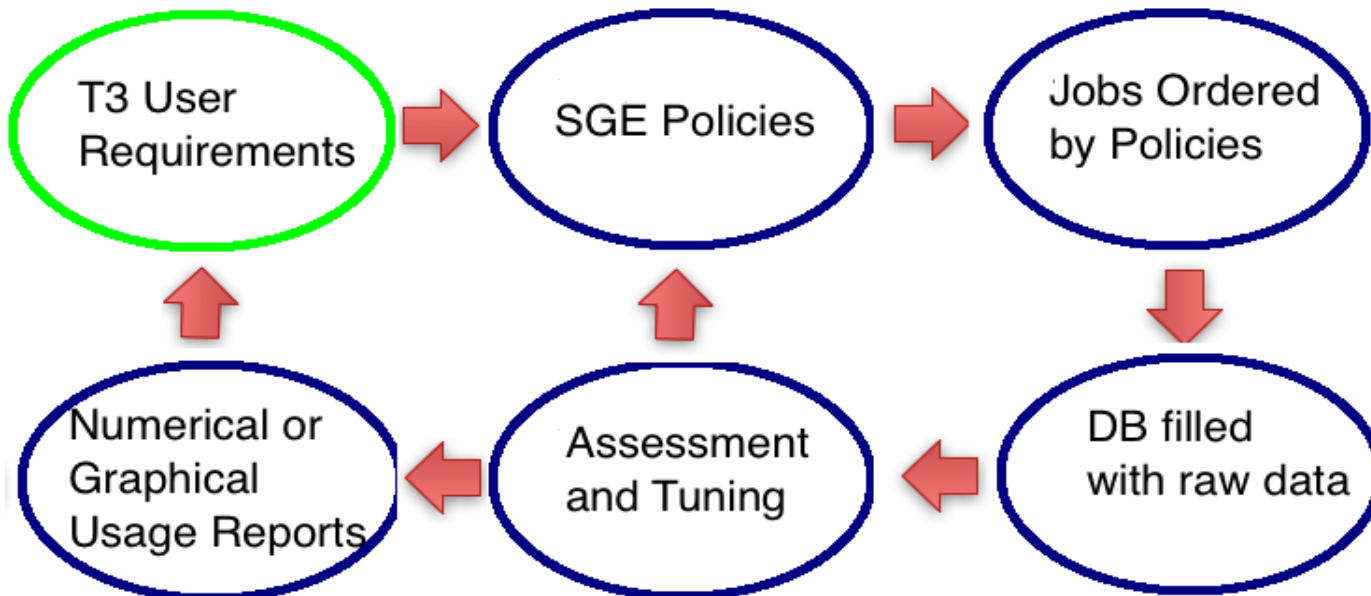 T3 User
Requirements
SGE Policies
Jobs Ordered
by Policies
Numerical or
Graphical
Usage Reports
Assessment
and Tuning
DB filled
with raw data